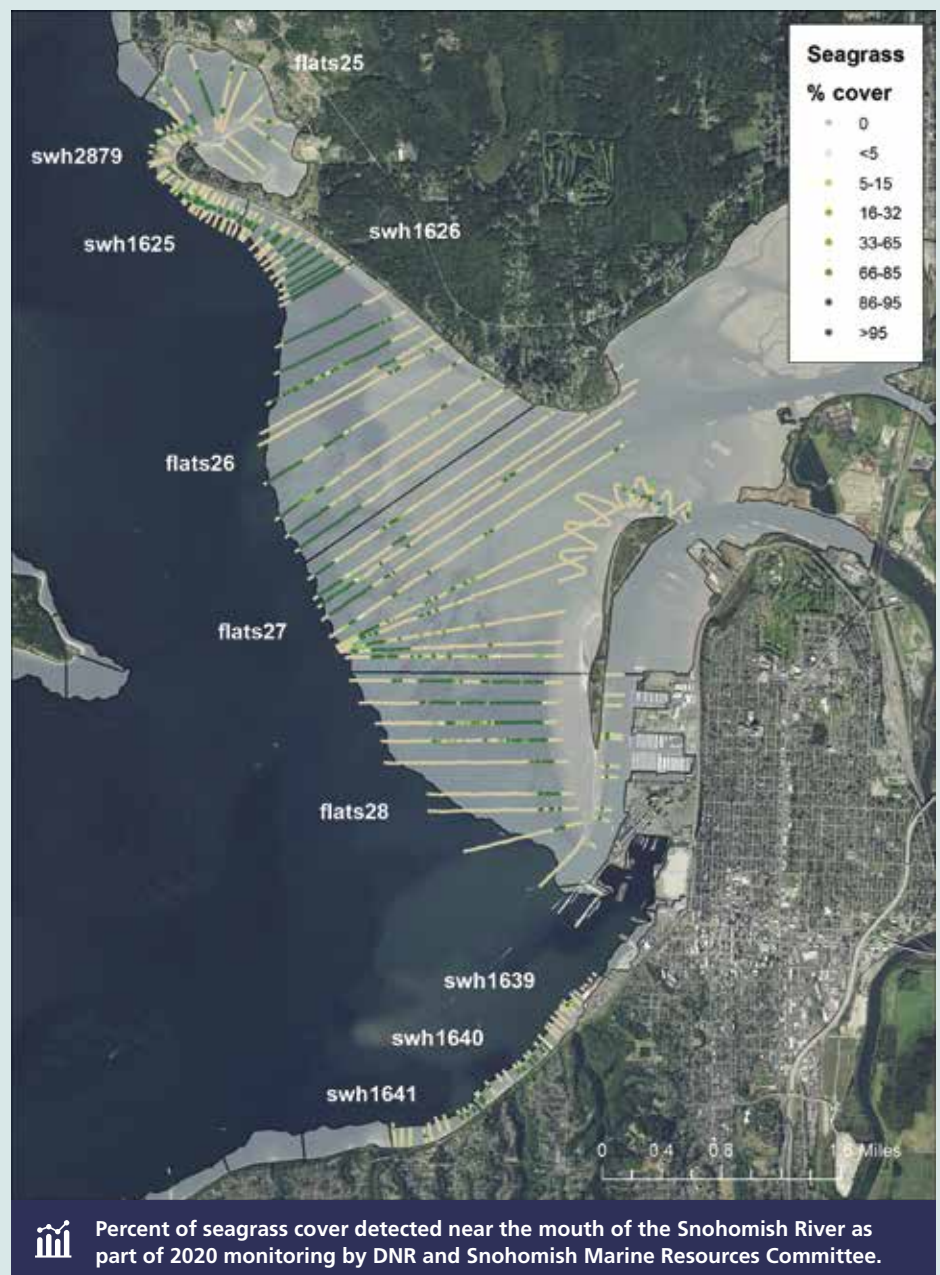 flats25
swh2879
swh1625
swh1626
flats26
flats27
flats28
swh1639
swh1640
swh1641
Seagrass
% cover
0
<5
5-15
16-32
33-65
66-85
86-95
>95
0 0.4 0.8 1.6 Miles
Percent of seagrass cover detected near the mouth of the Snohomish River as
part of 2020 monitoring by DNR and Snohomish Marine Resources Committee.